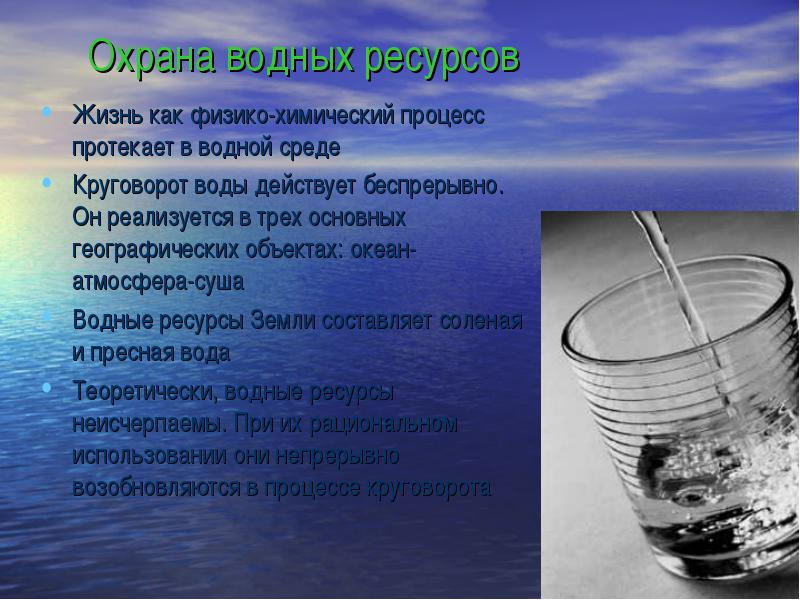 Охрана водных ресурсов
• Жизнь как физико-химический процесс
протекает в водной среде
• Круговорот воды действует беспрерывно.
Он реализуется в трех основных
географических объектах: океан-
атмосфера-суша
• Водные ресурсы Земли составляет соленая
и пресная вода
• Теоретически, водные ресурсы
неисчерпаемы. При их рациональном
использовании они непрерывно
возобновляются в процессе круговорота